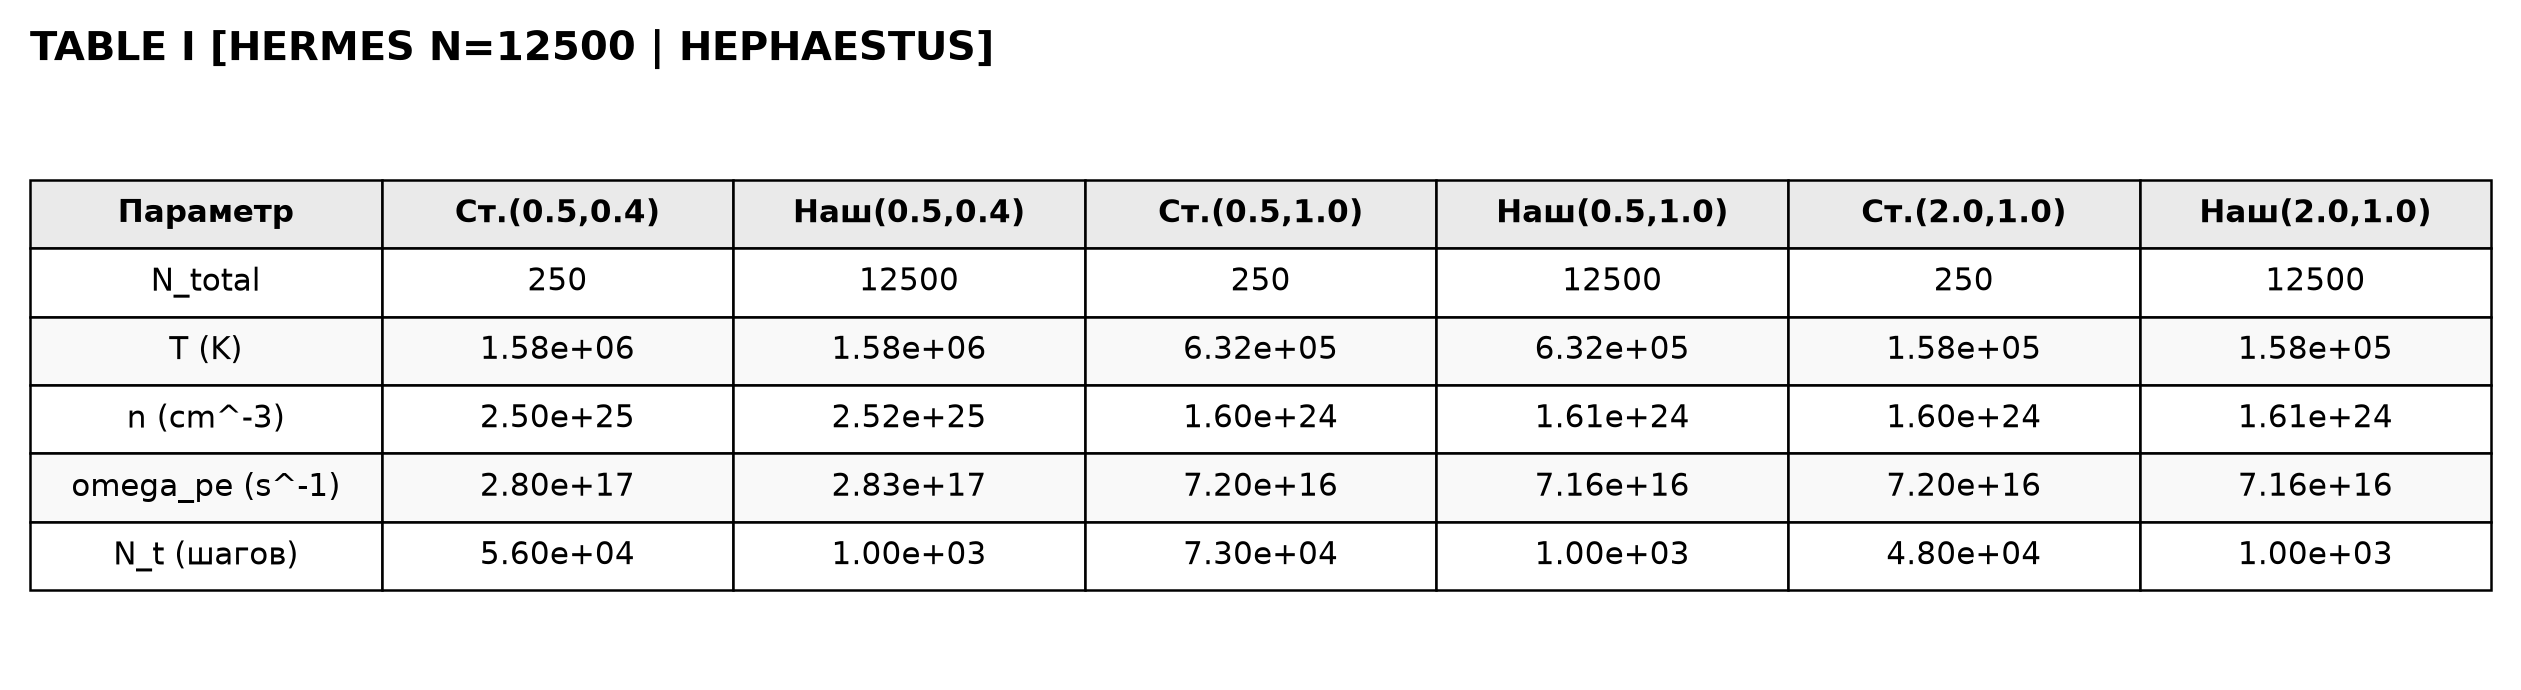 TABLE I [HERMES N=12500 | HEPHAESTUS]
Параметр Ст.(0.5,0.4) Наш(0.5,0.4) Ст.(0.5,1.0) Наш(0.5,1.0) Ст.(2.0,1.0) Наш(2.0,1.0)
N_total 250 12500 250 12500 250 12500
T (K) 1.58e+06 1.58e+06 6.32e+05 6.32e+05 1.58e+05 1.58e+05
n (cm^-3) 2.50e+25 2.52e+25 1.60e+24 1.61e+24 1.60e+24 1.61e+24
omega_pe (s^-1) 2.80e+17 2.83e+17 7.20e+16 7.16e+16 7.20e+16 7.16e+16
N_t (шагов) 5.60e+04 1.00e+03 7.30e+04 1.00e+03 4.80e+04 1.00e+03